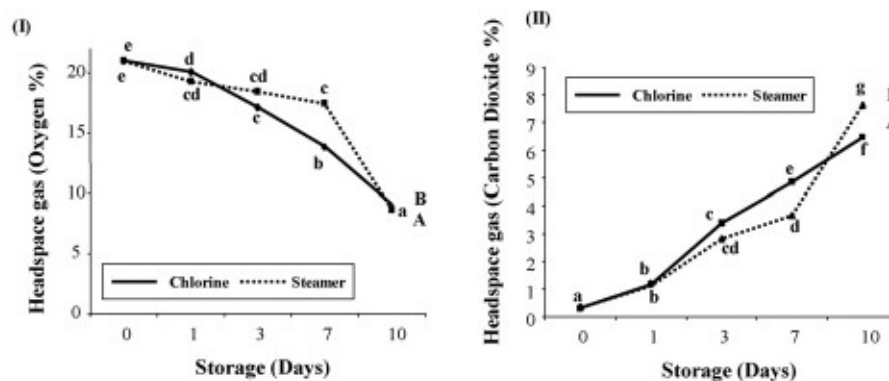 (I)
Headspace gas (Oxygen %)
20
15
10
5
0
e
e
d
cd
cd
c
c
b
a
B
A
Chlorine
Steamer
0 1 3 7 10
Storage (Days)
(II)
Headspace gas (Carbon Dioxide %)
9
8
7
6
5
4
3
2
1
0
Chlorine
Steamer
a
b
b
c
cd
e
d
g
f
0 1 3 7 10
Storage (Days)